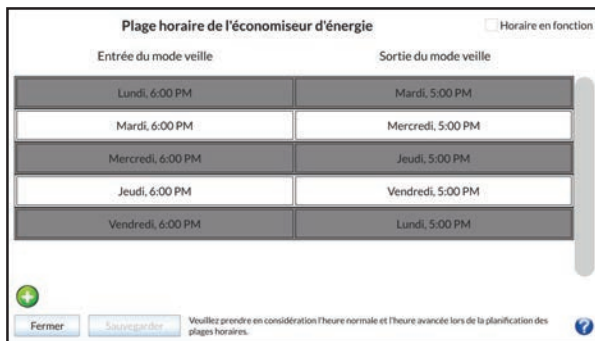 Plage horaire de l'économiseur d'énergie
Horaire en fonction
Entrée du mode veille Sortie du mode veille
Lundi, 6:00 PM Mardi, 5:00 PM
Mardi, 6:00 PM Mercredi, 5:00 PM
Mercredi, 6:00 PM Jeudi, 5:00 PM
Jeudi, 6:00 PM Vendredi, 5:00 PM
Vendredi, 6:00 PM Lundi, 5:00 PM
Fermer Sauvegarder Veuillez prendre en considération l'heure normale et l'heure avancée lors de la planification des
plages horaires.
?